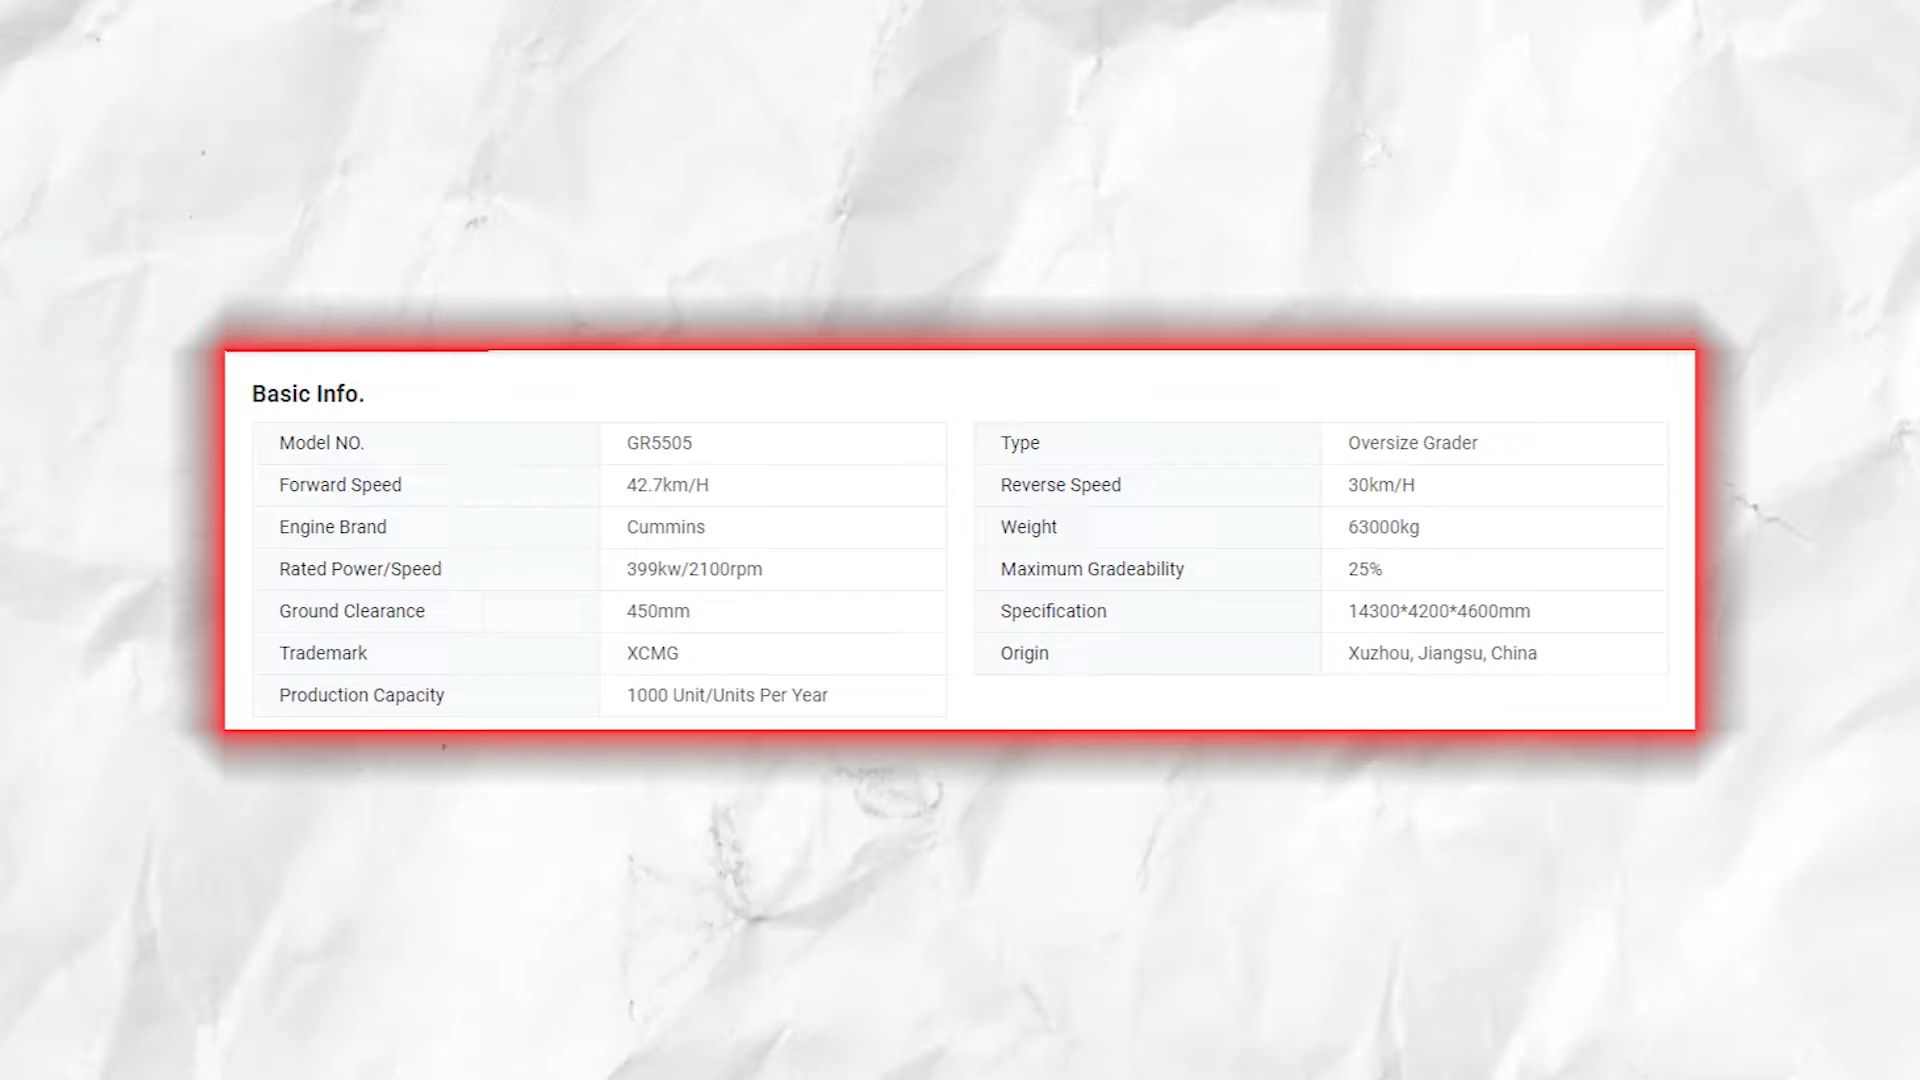 Basic Info.
Model NO. GR5505 Type Oversize Grader
Forward Speed 42.7km/H Reverse Speed 30km/H
Engine Brand Cummins Weight 63000kg
Rated Power/Speed 399kw/2100rpm Maximum Gradeability 25%
Ground Clearance 450mm Specification 14300*4200*4600mm
Trademark XCMG Origin Xuzhou, Jiangsu, China
Production Capacity 1000 Unit/Units Per Year